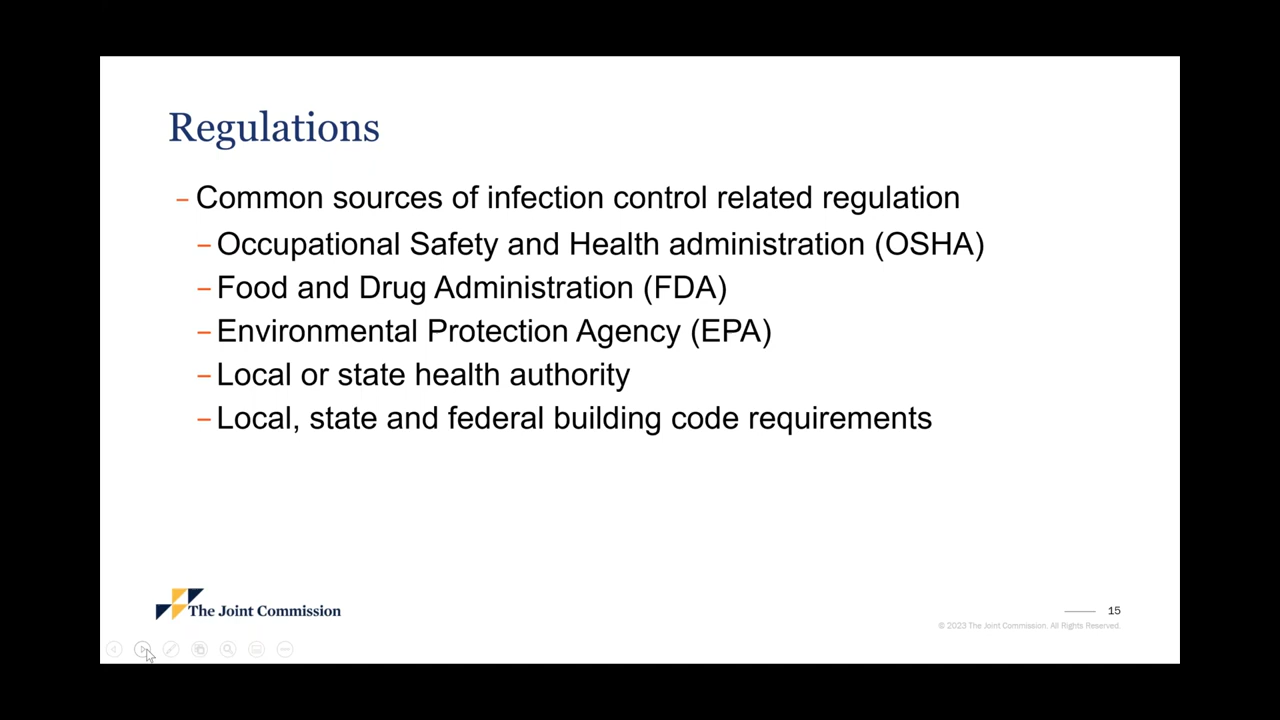 Regulations
– Common sources of infection control related regulation
– Occupational Safety and Health administration (OSHA)
– Food and Drug Administration (FDA)
– Environmental Protection Agency (EPA)
– Local or state health authority
– Local, state and federal building code requirements
The Joint Commission
15
© 2023 The Joint Commission. All Rights Reserved.